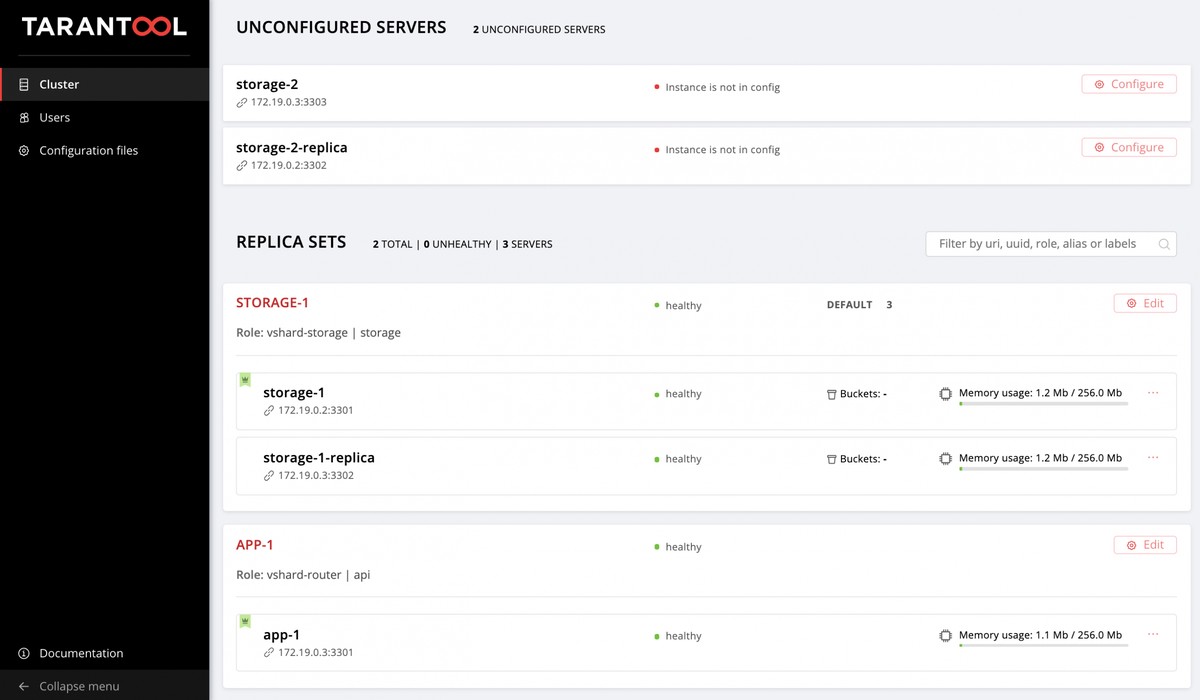 TARANTOOL
Cluster
Users
Configuration files
Documentation
Collapse menu
UNCONFIGURED SERVERS 2 UNCONFIGURED SERVERS
storage-2 Instance is not in config Configure
172.19.0.3:3303
storage-2-replica Instance is not in config Configure
172.19.0.2:3302
REPLICA SETS 2 TOTAL | 0 UNHEALTHY | 3 SERVERS Filter by uri, uuid, role, alias or labels
STORAGE-1 healthy DEFAULT 3 Edit
Role: vshard-storage | storage
storage-1 healthy Buckets: - Memory usage: 1.2 Mb / 256.0 Mb ...
172.19.0.2:3301
storage-1-replica healthy Buckets: - Memory usage: 1.2 Mb / 256.0 Mb ...
172.19.0.3:3302
APP-1 healthy Edit
Role: vshard-router | api
app-1 healthy Memory usage: 1.1 Mb / 256.0 Mb ...
172.19.0.3:3301